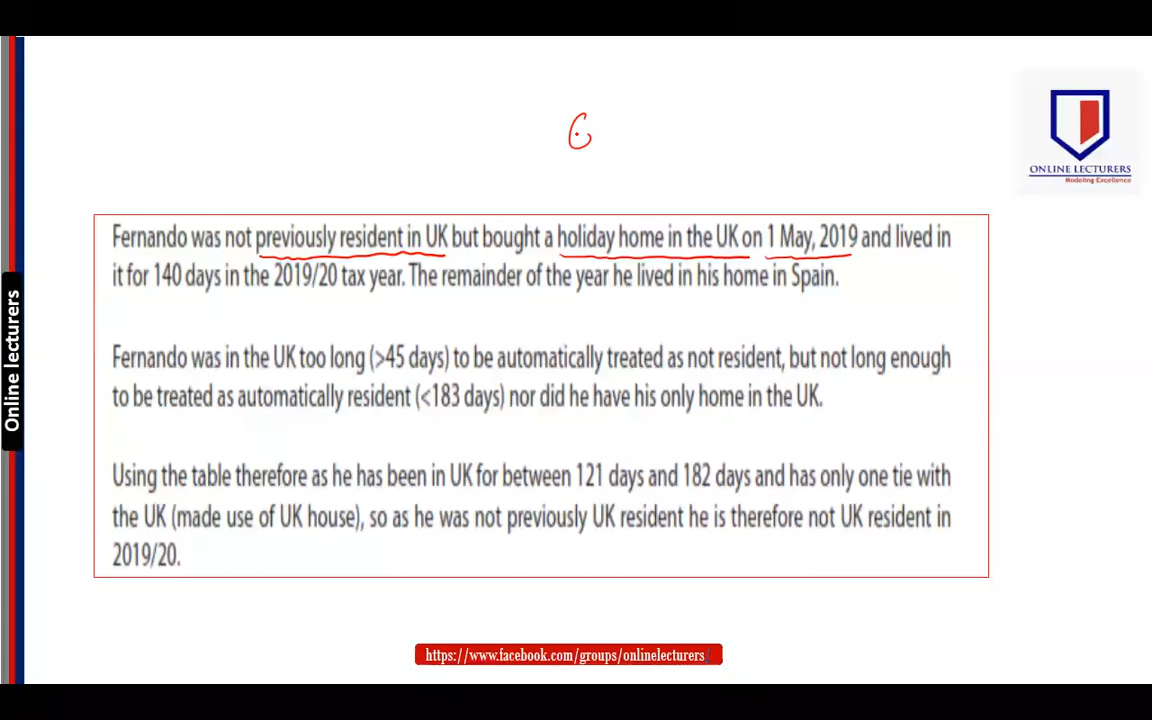 Online lecturers
ONLINE LECTURERS
Modeling Excellence
Fernando was not previously resident in UK but bought a holiday home in the UK on 1 May, 2019 and lived in
it for 140 days in the 2019/20 tax year. The remainder of the year he lived in his home in Spain.
Fernando was in the UK too long (>45 days) to be automatically treated as not resident, but not long enough
to be treated as automatically resident (<183 days) nor did he have his only home in the UK.
Using the table therefore as he has been in UK for between 121 days and 182 days and has only one tie with
the UK (made use of UK house), so as he was not previously UK resident he is therefore not UK resident in
2019/20.
https://www.facebook.com/groups/onlinelecturers/